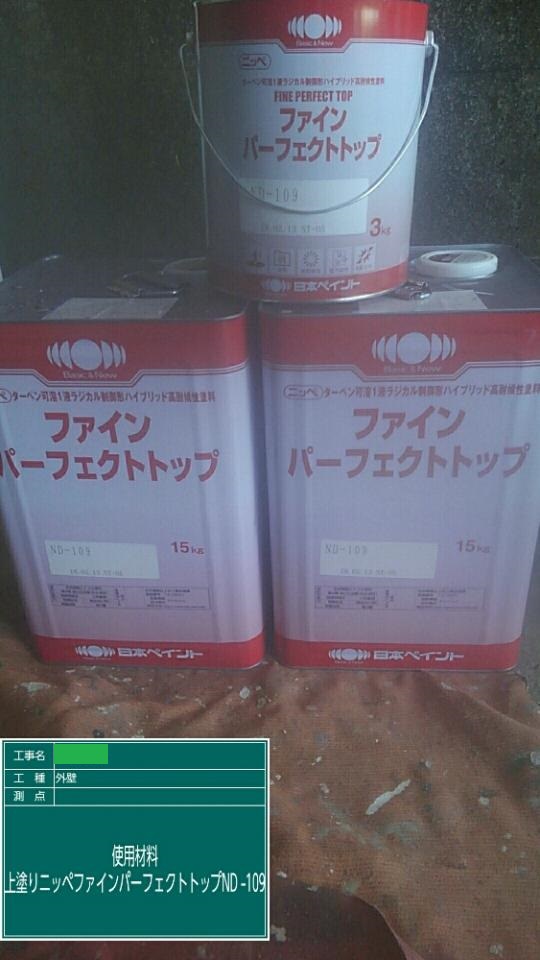 Basic & New
ニッペ
ターペン可溶1液ラジカル制御形ハイブリッド高耐候性塗料
FINE PERFECT TOP
ファイン
パーフェクトトップ
ND-109
3kg
日本ペイント
Basic & New
ペ ターペン可溶1液ラジカル制御形ハイブリッド高耐候性塗料
ファイン
パーフェクトトップ
ND-109
15kg
日本ペイント
Basic & New
ニッペ ターペン可溶1液ラジカル制御形ハイブリッド高耐候性塗料
ファイン
パーフェクトトップ
ND-109
15kg
日本ペイント
工事名
工 種 外壁
測 点
使用材料
上塗りニッペファインパーフェクトトップND -109